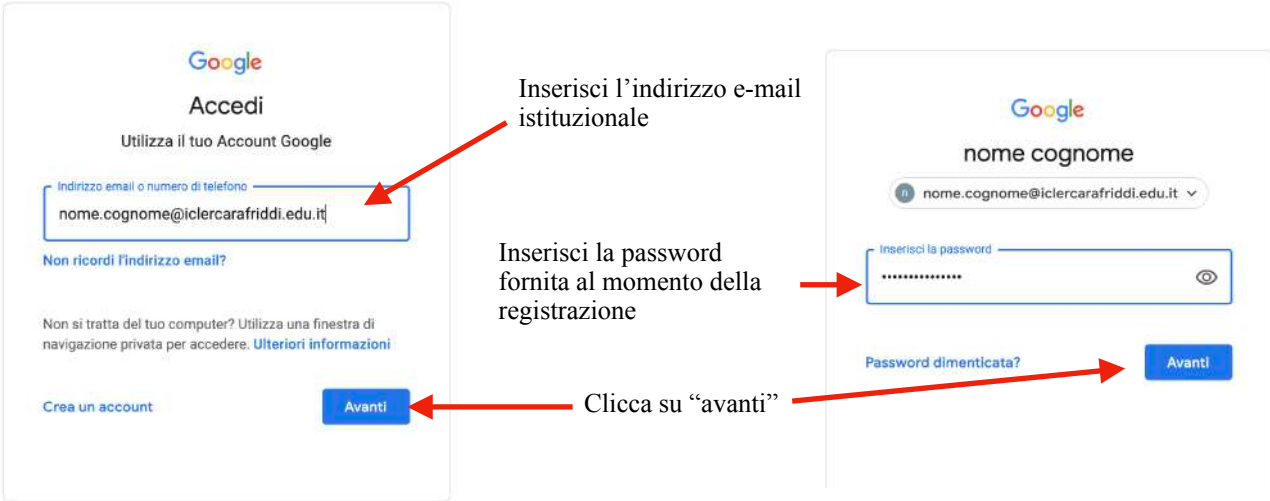 Google
Accedi
Utilizza il tuo Account Google
Indirizzo email o numero di telefono
nome.cognome@iclercarafriddi.edu.it
Non ricordi l'indirizzo email?
Non si tratta del tuo computer? Utilizza una finestra di
navigazione privata per accedere. Ulteriori informazioni
Crea un account
Avanti
Inserisci l’indirizzo e-mail
istituzionale
Inserisci la password
fornita al momento della
registrazione
Clicca su “avanti”
Google
nome cognome
n nome.cognome@iclercarafriddi.edu.it
Inserisci la password
•••••••••••••••
Password dimenticata?
Avanti